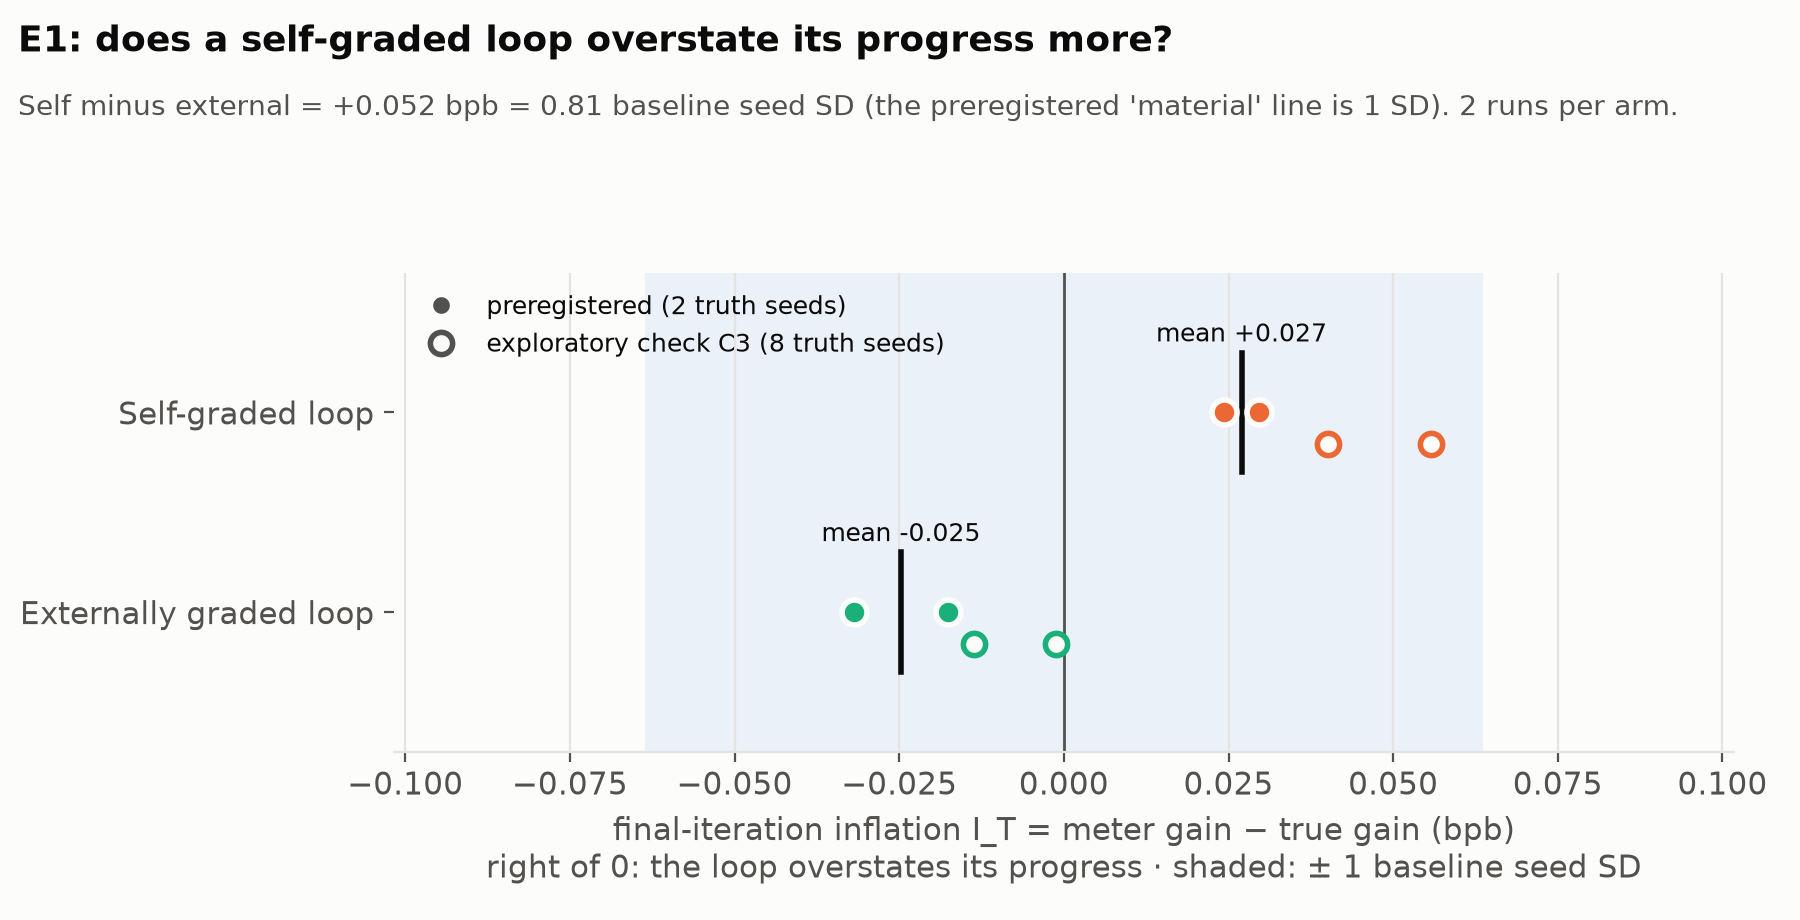 E1: does a self-graded loop overstate its progress more?
Self minus external = +0.052 bpb = 0.81 baseline seed SD (the preregistered 'material' line is 1 SD). 2 runs per arm.
preregistered (2 truth seeds)
exploratory check C3 (8 truth seeds)
mean +0.027
Self-graded loop
mean -0.025
Externally graded loop
−0.100 −0.075 −0.050 −0.025 0.000 0.025 0.050 0.075 0.100
final-iteration inflation I_T = meter gain − true gain (bpb)
right of 0: the loop overstates its progress · shaded: ± 1 baseline seed SD